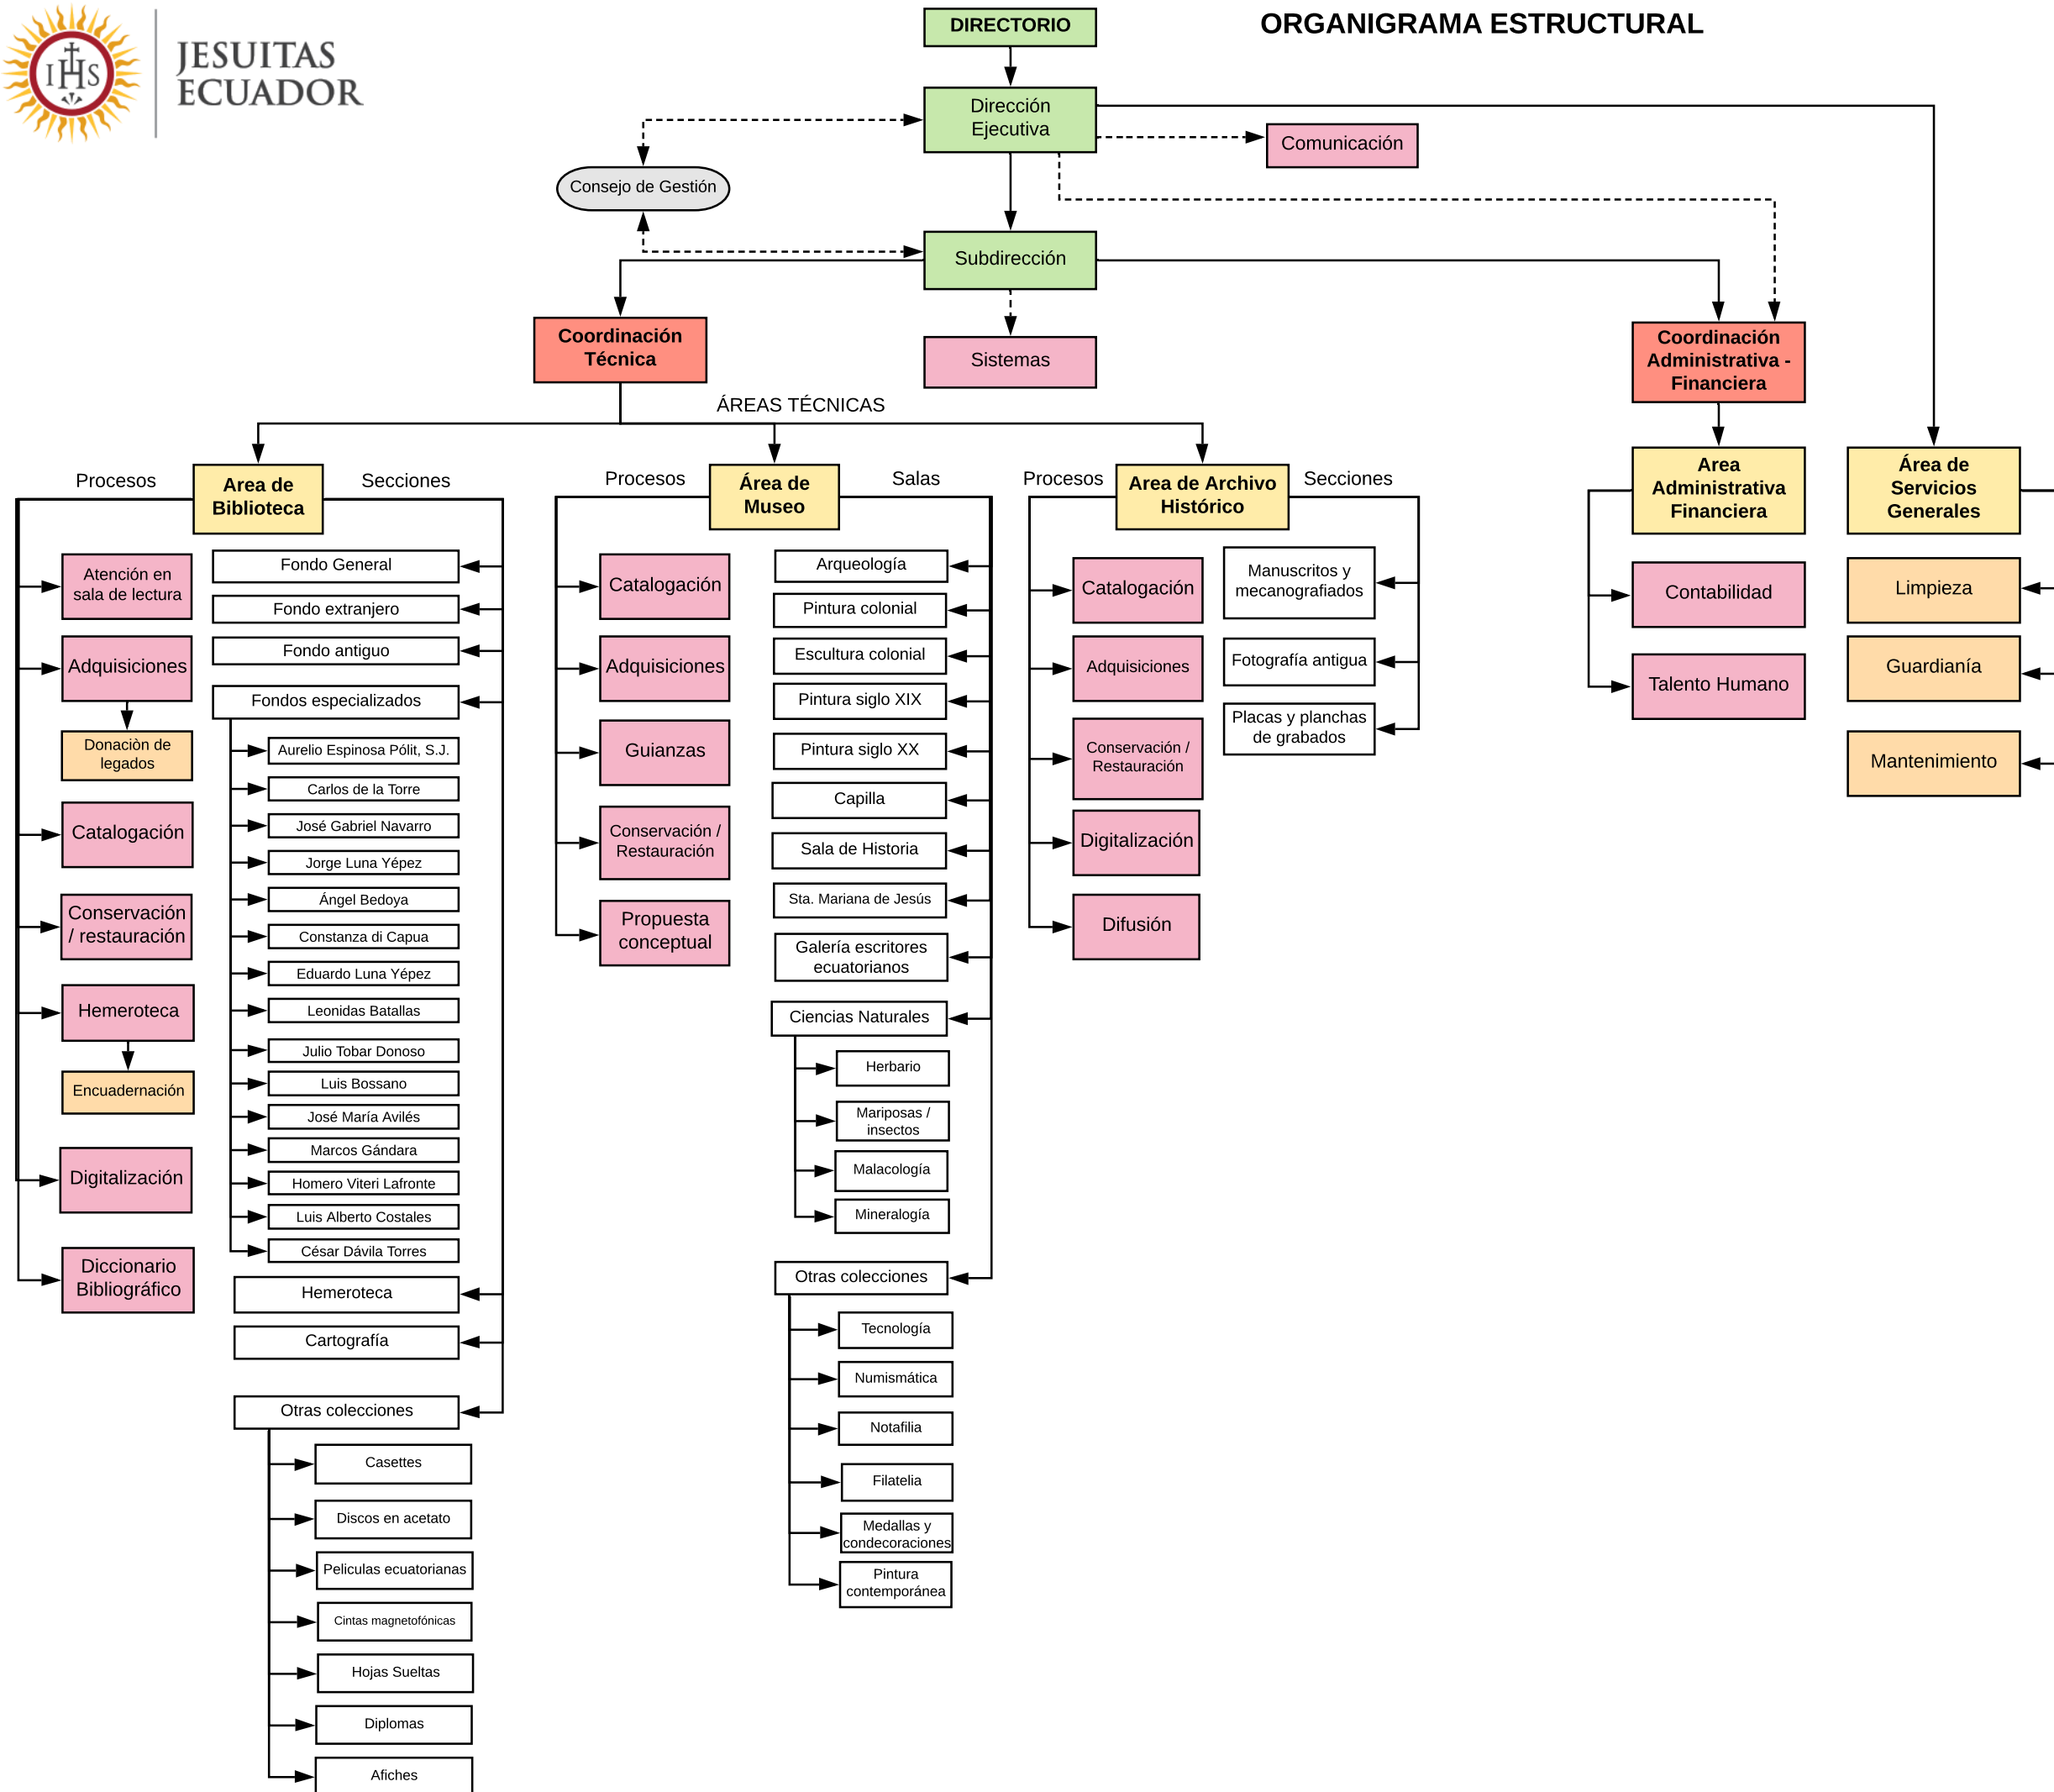 JESUITAS
ECUADOR
IHS
ORGANIGRAMA ESTRUCTURAL
DIRECTORIO
Dirección
Ejecutiva
Comunicación
Consejo de Gestión
Subdirección
Coordinación
Técnica
Sistemas
Coordinación
Administrativa -
Financiera
ÁREAS TÉCNICAS
Procesos
Area de
Biblioteca
Secciones
Atención en
sala de lectura
Adquisiciones
Donaciòn de
legados
Catalogación
Conservación
/ restauración
Hemeroteca
Encuadernación
Digitalización
Diccionario
Bibliográfico
Fondo General
Fondo extranjero
Fondo antiguo
Fondos especializados
Aurelio Espinosa Pólit, S.J.
Carlos de la Torre
José Gabriel Navarro
Jorge Luna Yépez
Ángel Bedoya
Constanza di Capua
Eduardo Luna Yépez
Leonidas Batallas
Julio Tobar Donoso
Luis Bossano
José María Avilés
Marcos Gándara
Homero Viteri Lafronte
Luis Alberto Costales
César Dávila Torres
Hemeroteca
Cartografía
Otras colecciones
Casettes
Discos en acetato
Peliculas ecuatorianas
Cintas magnetofónicas
Hojas Sueltas
Diplomas
Afiches
Procesos
Área de
Museo
Salas
Catalogación
Adquisiciones
Guianzas
Conservación /
Restauración
Propuesta
conceptual
Arqueología
Pintura colonial
Escultura colonial
Pintura siglo XIX
Pintura siglo XX
Capilla
Sala de Historia
Sta. Mariana de Jesús
Galería escritores
ecuatorianos
Ciencias Naturales
Herbario
Mariposas /
insectos
Malacología
Mineralogía
Otras colecciones
Tecnología
Numismática
Notafilia
Filatelia
Medallas y
condecoraciones
Pintura
contemporánea
Procesos
Area de Archivo
Histórico
Secciones
Catalogación
Adquisiciones
Conservación /
Restauración
Digitalización
Difusión
Manuscritos y
mecanografiados
Fotografía antigua
Placas y planchas
de grabados
Area
Administrativa
Financiera
Contabilidad
Talento Humano
Área de
Servicios
Generales
Limpieza
Guardianía
Mantenimiento